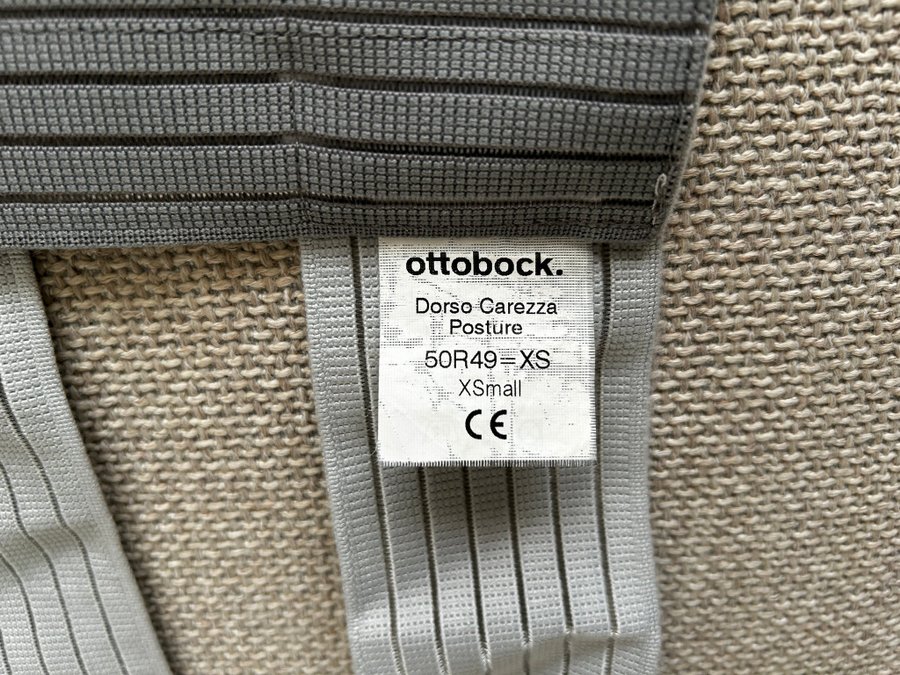 ottobock.
Dorso Carezza
Posture
50R49=XS
XSmall
CE